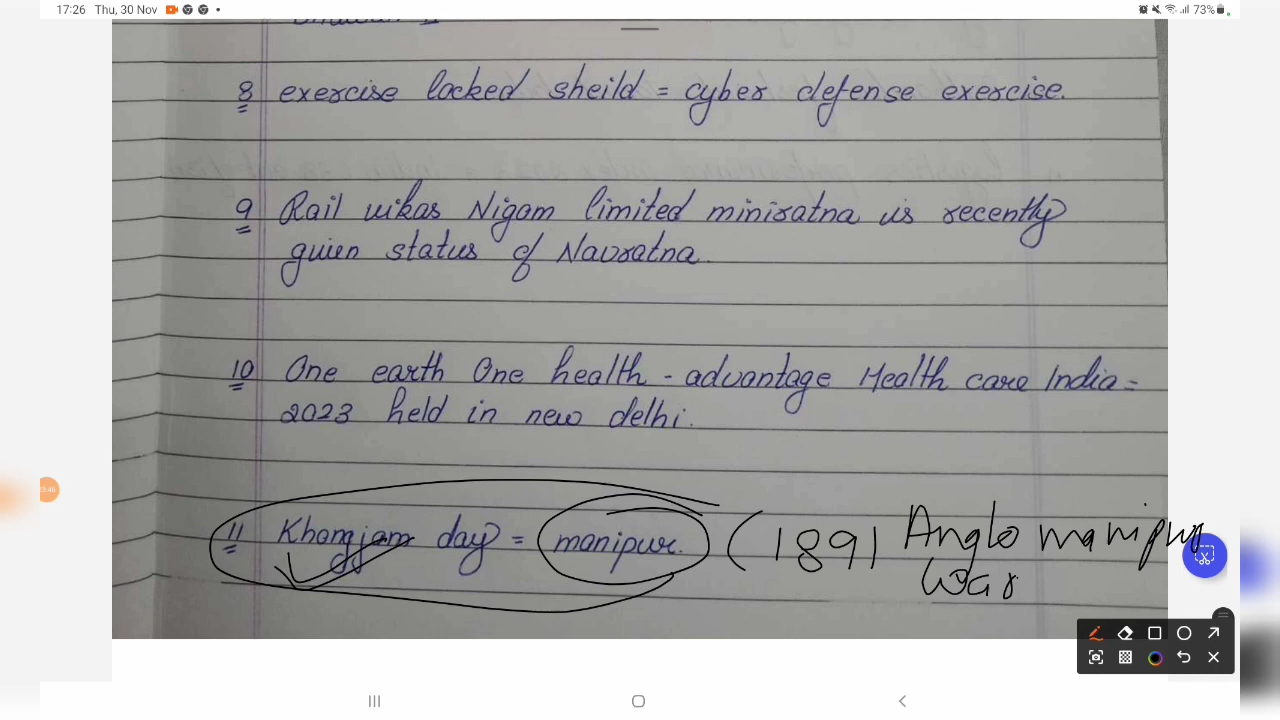 17:26 Thu, 30 Nov
73%
8 exercise locked sheild = cyber defense exercise.
9 Rail vikas Nigam limited miniratna is recently
given status of Navratna.
10 One earth One health - advantage Health care India =
2023 held in new delhi.
11 Khongjam day = manipur. ( 1891 Anglo manipur
war